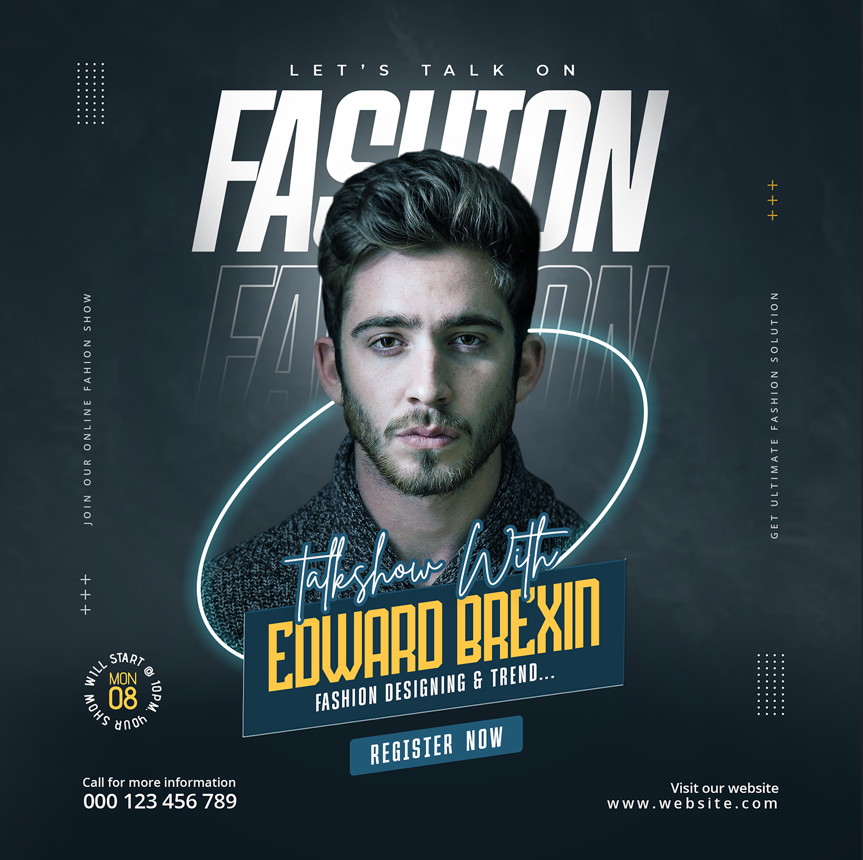 LET'S TALK ON
FASHION
FASHION
JOIN OUR ONLINE FAHION SHOW
GET ULTIMATE FASHION SOLUTION
Talkshow With
EDWARD BREXIN
FASHION DESIGNING & TREND...
REGISTER NOW
YOUR SHOW WILL START @ 10PM.
MON
08
Call for more information
000 123 456 789
Visit our website
www.website.com